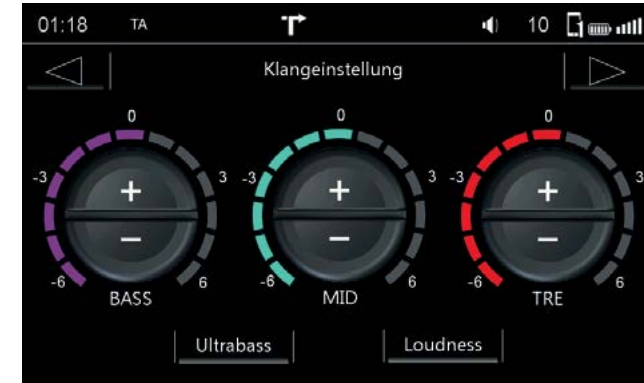 01:18 TA 10
Klangeinstellung
0 0 0
-3 3 -3 3 -3 3
+ + +
− − −
-6 6 -6 6 -6 6
BASS MID TRE
Ultrabass Loudness